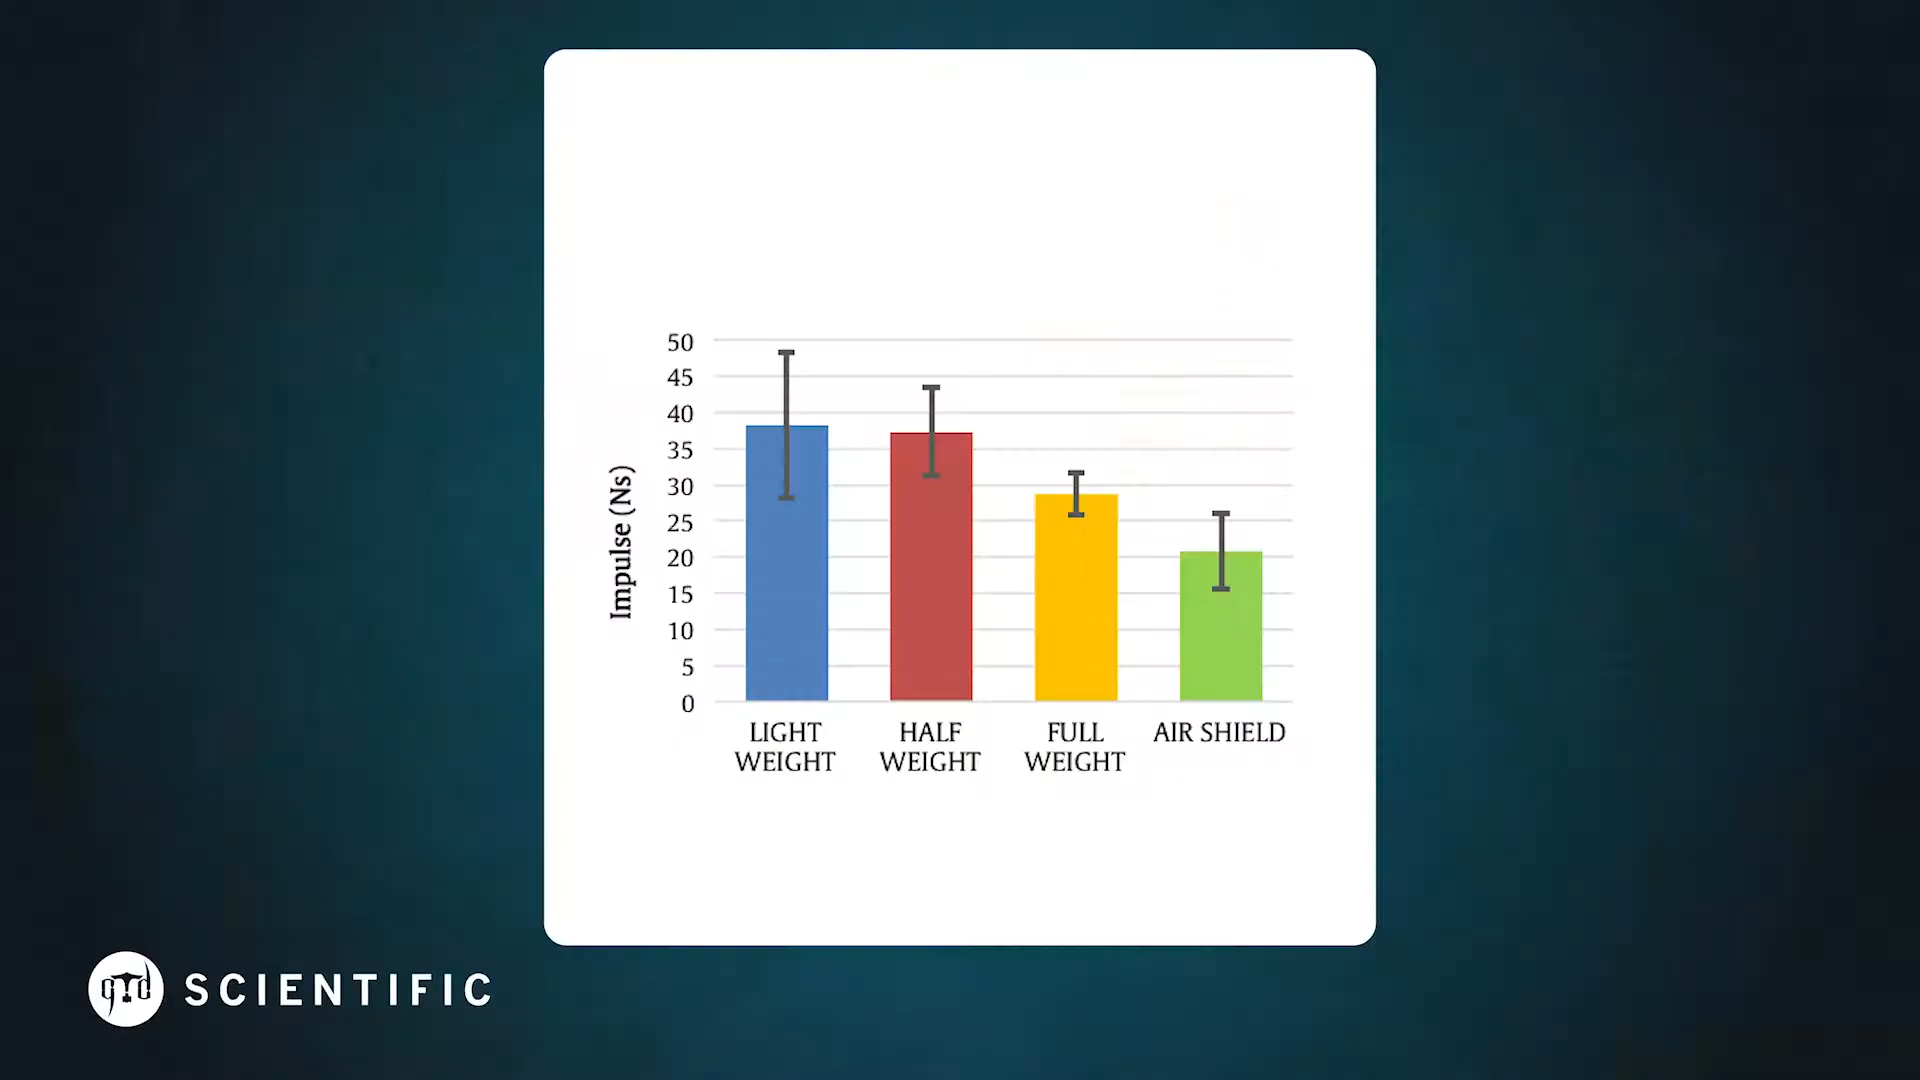 50
45
40
35
30
25
20
15
10
5
0
Impulse (Ns)
LIGHT
WEIGHT
HALF
WEIGHT
FULL
WEIGHT
AIR SHIELD
SCIENTIFIC